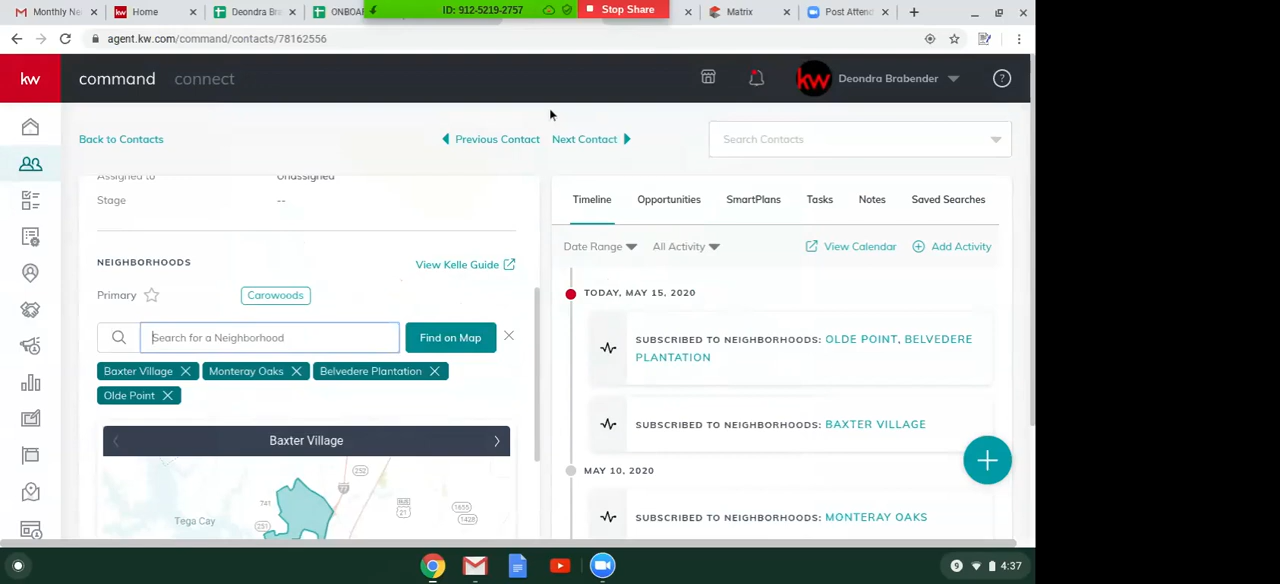 Monthly Ne
Home
Deondra Bra
ONBOA
ID: 912-5219-2757
Stop Share
Matrix
Post Attend
agent.kw.com/command/contacts/78162556
kw
command
connect
kw
Deondra Brabender
Back to Contacts
Previous Contact
Next Contact
Search Contacts
Assigned to
Unassigned
Stage
--
NEIGHBORHOODS
View Kelle Guide
Primary
Carowoods
Search for a Neighborhood
Find on Map
Baxter Village
Monteray Oaks
Belvedere Plantation
Olde Point
Baxter Village
Tega Cay
Timeline
Opportunities
SmartPlans
Tasks
Notes
Saved Searches
Date Range
All Activity
View Calendar
Add Activity
TODAY, MAY 15, 2020
SUBSCRIBED TO NEIGHBORHOODS: OLDE POINT, BELVEDERE
PLANTATION
SUBSCRIBED TO NEIGHBORHOODS: BAXTER VILLAGE
MAY 10, 2020
SUBSCRIBED TO NEIGHBORHOODS: MONTERAY OAKS
9
4:37